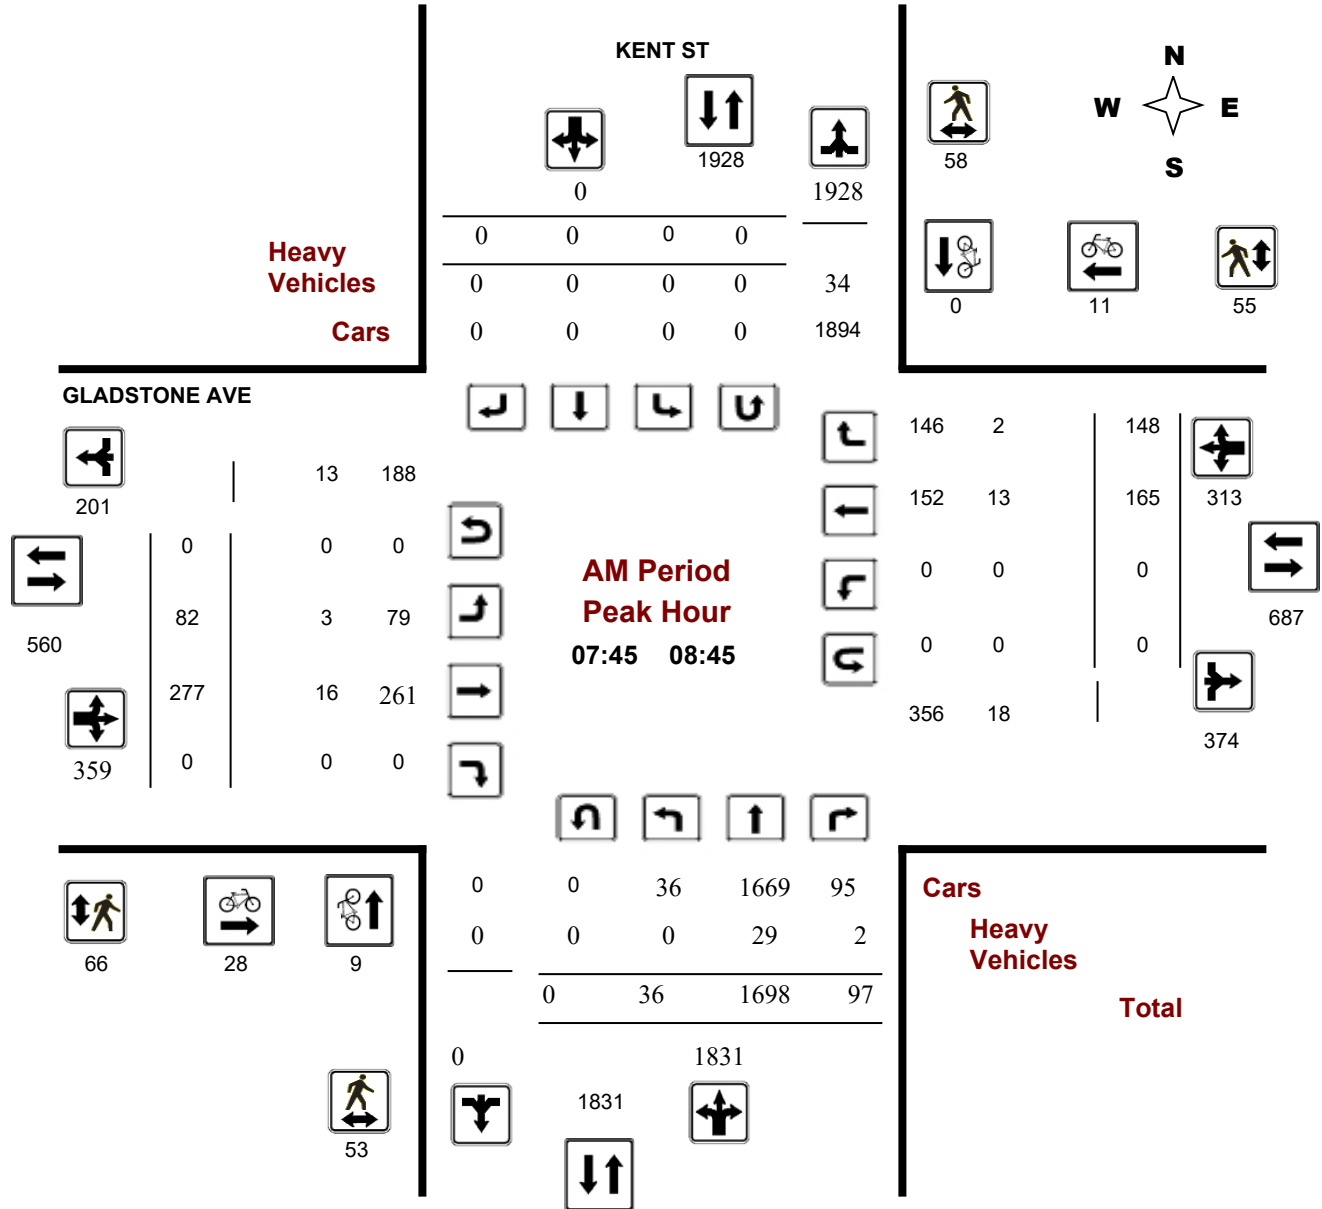 KENT ST
N
W E
S
1928
58
0
1928
0 0 0 0
Heavy
Vehicles
0 0 0 0 34
0 11 55
Cars
0 0 0 0 1894
GLADSTONE AVE
146 2 148
13 188
201
152 13 165 313
0 0 0
AM Period
0 0 0
Peak Hour
82 3 79
687
560
07:45 08:45
0 0 0
277 16 261
356 18
374
359
0 0 0
0 0 36 1669 95
Cars
0 0 0 29 2
Heavy
Vehicles
66 28 9
0 36 1698 97
Total
0 1831
1831
53